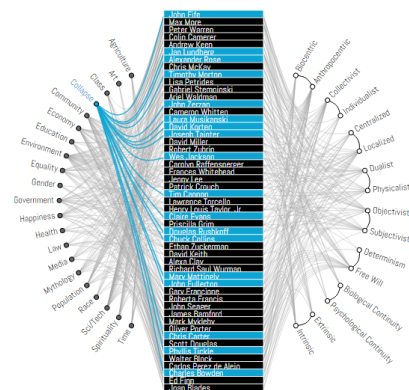 Agriculture
Art
Class
Collapse
Community
Economy
Education
Environment
Equality
Gender
Government
Happiness
Health
Law
Media
Mythology
Population
Race
Sci/Tech
Spirituality
Time
John Fife
Max More
Peter Warren
Colin Camerer
Andrew Keen
Jan Lundberg
Alexander Rose
Chris McKay
Timothy Morton
Lisa Petrides
Gabriel Stempinski
Ariel Waldman
John Zerzan
Cameron Whitten
Laura Musikanski
David Korten
Joseph Tainter
David Miller
Robert Zubrin
Wes Jackson
Carolyn Raffensperger
Frances Whitehead
Jenny Lee
Patrick Crouch
Tim Cannon
Lawrence Torcello
Henry Louis Taylor, Jr.
Claire Evans
Priscilla Grim
Douglas Rushkoff
Chuck Collins
Ethan Zuckerman
David Keith
Alexa Clay
Richard Saul Wurman
Mary Mattingly
John Fullerton
Gary Francione
Roberta Francis
John Seager
James Bamford
Mark Mykleby
Oliver Porter
Chris Carter
Scott Douglas
Phyllis Tickle
Walter Block
Carlos Perez de Alejo
Charles Bowden
Ed Finn
Joan Blades
Biocentric
Anthropocentric
Collectivist
Individualist
Centralized
Localized
Dualist
Physicalist
Objectivist
Subjectivist
Determinism
Free Will
Biological Continuity
Psychological Continuity
Extrinsic
Intrinsic